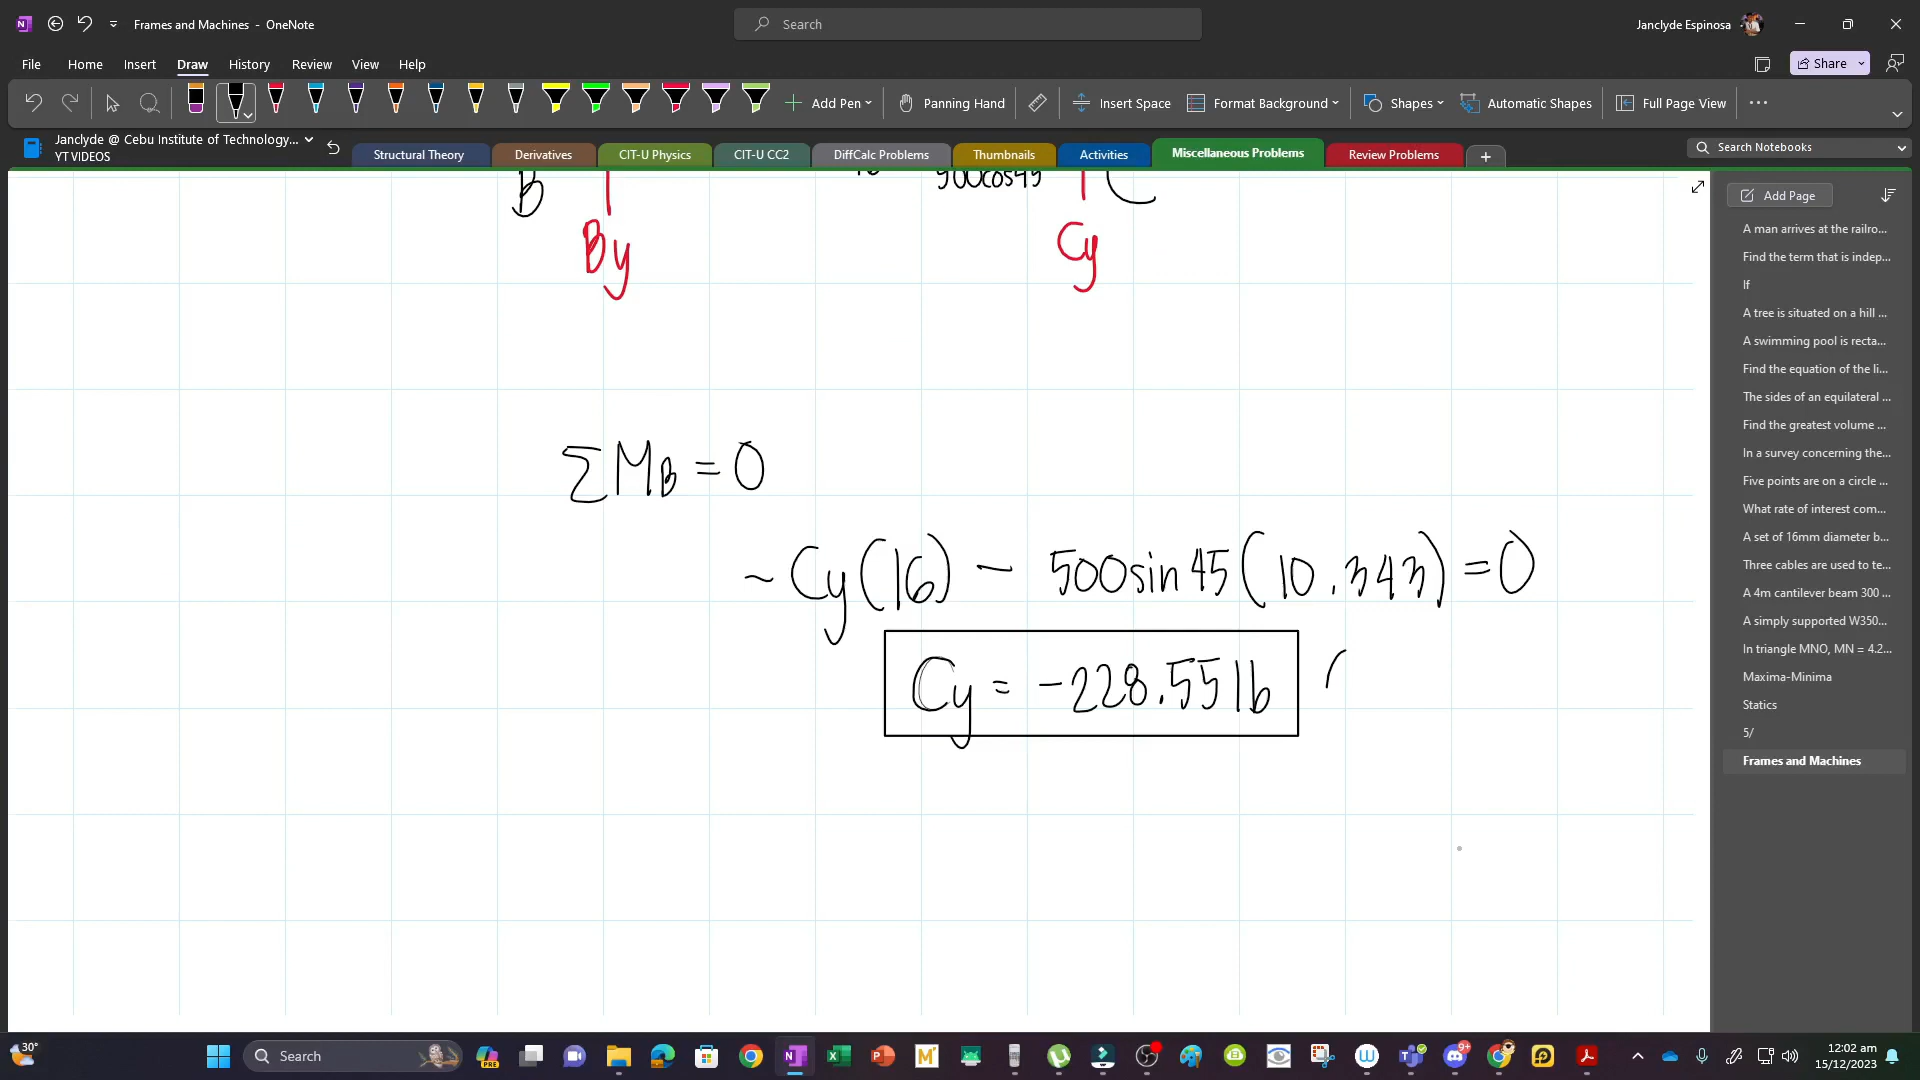 Frames and Machines - OneNote
Search
Janclyde Espinosa
File Home Insert Draw History Review View Help
Share
Add Pen
Panning Hand
Insert Space
Format Background
Shapes
Automatic Shapes
Full Page View
Janclyde @ Cebu Institute of Technology...
YT VIDEOS
Structural Theory
Derivatives
CIT-U Physics
CIT-U CC2
DiffCalc Problems
Thumbnails
Activities
Miscellaneous Problems
Review Problems
Search Notebooks
Add Page
A man arrives at the railro...
Find the term that is indep...
If
A tree is situated on a hill ...
A swimming pool is recta...
Find the equation of the li...
The sides of an equilateral ...
Find the greatest volume ...
In a survey concerning the...
Five points are on a circle ...
What rate of interest com...
A set of 16mm diameter b...
Three cables are used to te...
A 4m cantilever beam 300 ...
A simply supported W350...
In triangle MNO, MN = 4.2...
Maxima-Minima
Statics
5/
Frames and Machines
B 500cos45 C
By Cy
ΣMB = 0
- Cy(16) - 500sin45(10.343) = 0
Cy = -228.55 lb (
30°
Search
PRE
9+
12:02 am
15/12/2023